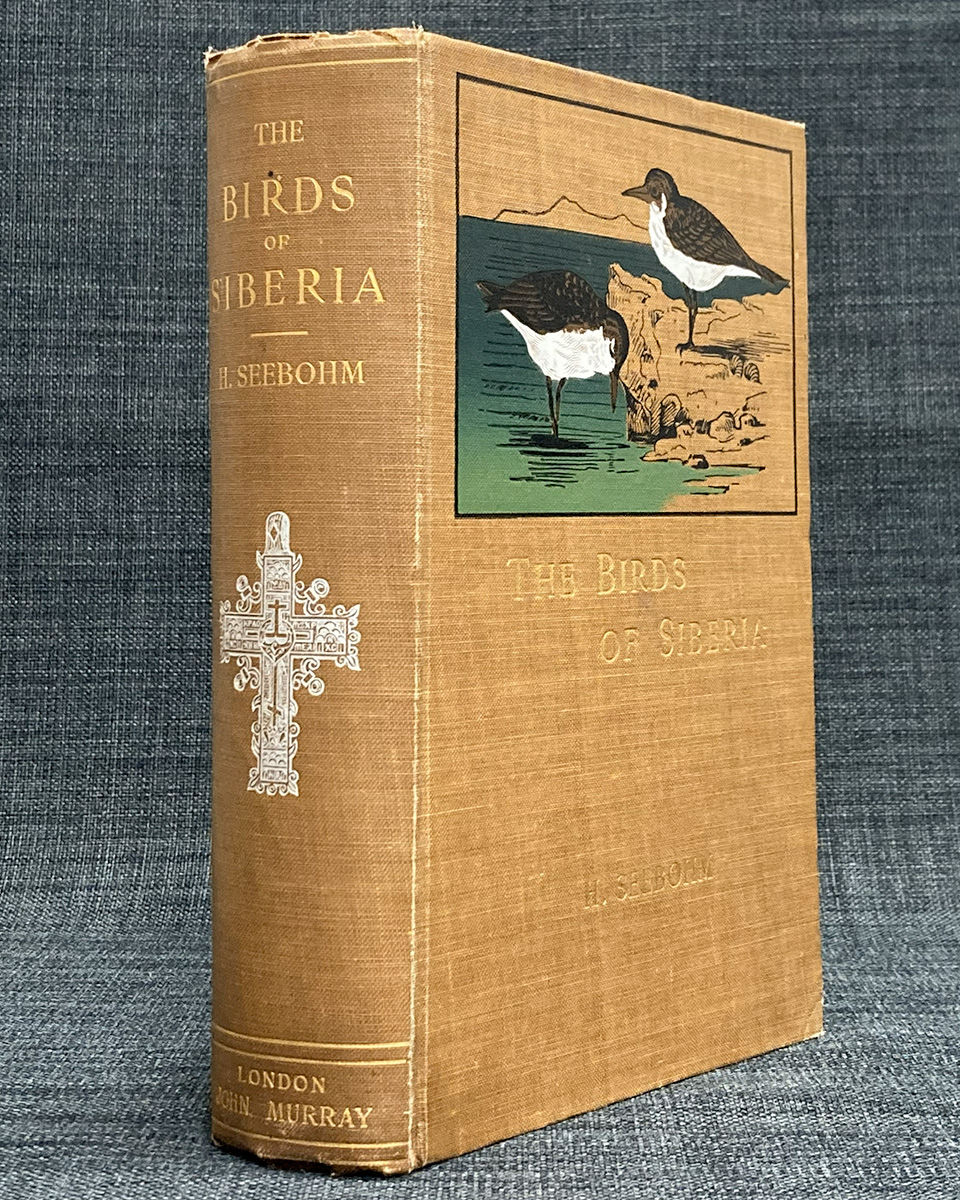 THE
BIRDS
OF
SIBERIA
H. SEEBOHM
LONDON
JOHN MURRAY
THE BIRDS
OF SIBERIA
H. SEEBOHM